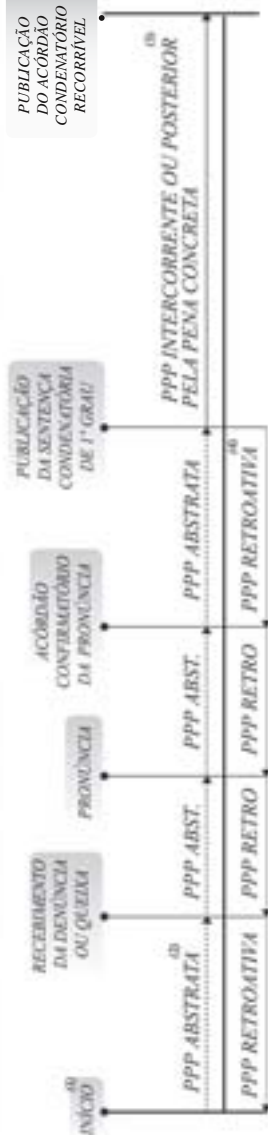 INÍCIO
RECEBIMENTO
DA DENÚNCIA
OU QUEIXA
PRONÚNCIA
ACÓRDÃO
CONFIRMATÓRIO
DA PRONÚNCIA
PUBLICAÇÃO
DA SENTENÇA
CONDENATÓRIA
DE 1º GRAU
PUBLICAÇÃO
DO ACÓRDÃO
CONDENATÓRIO
RECORRÍVEL
PPP ABSTRATA
PPP ABST.
PPP ABST.
PPP ABSTRATA
PPP INTERCORRENTE OU POSTERIOR
PELA PENA CONCRETA
PPP RETROATIVA
PPP RETRO
PPP RETRO
PPP RETROATIVA